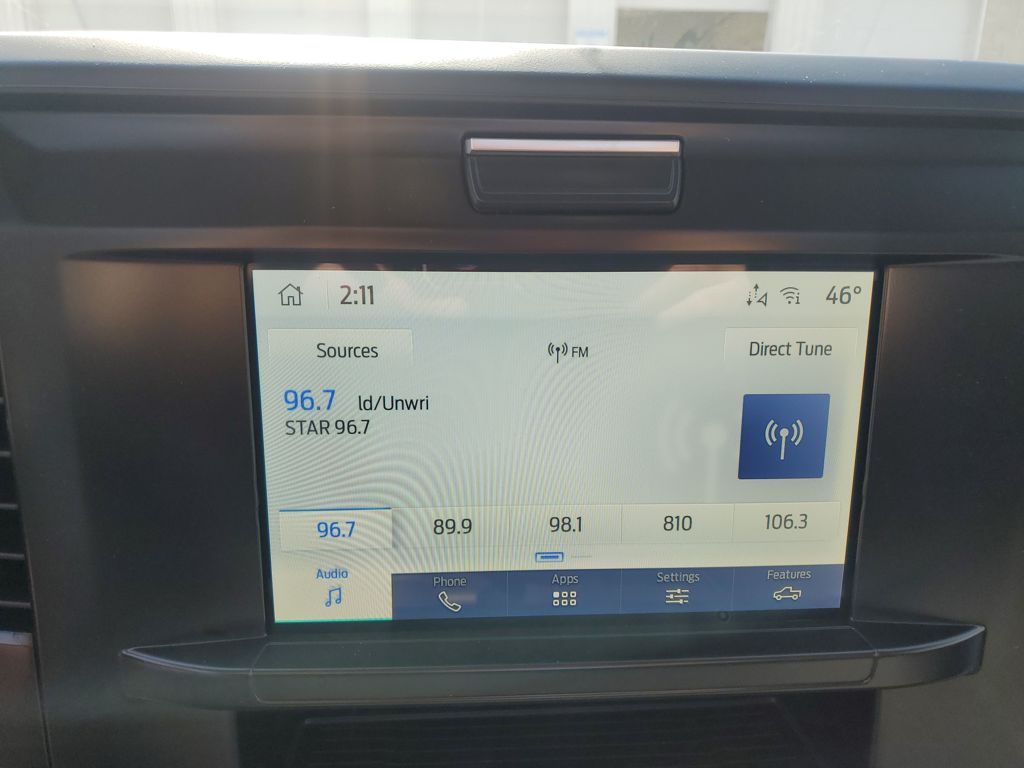 2:11 46°
Sources FM Direct Tune
96.7 ld/Unwri
STAR 96.7
96.7 89.9 98.1 810 106.3
Audio Phone Apps Settings Features